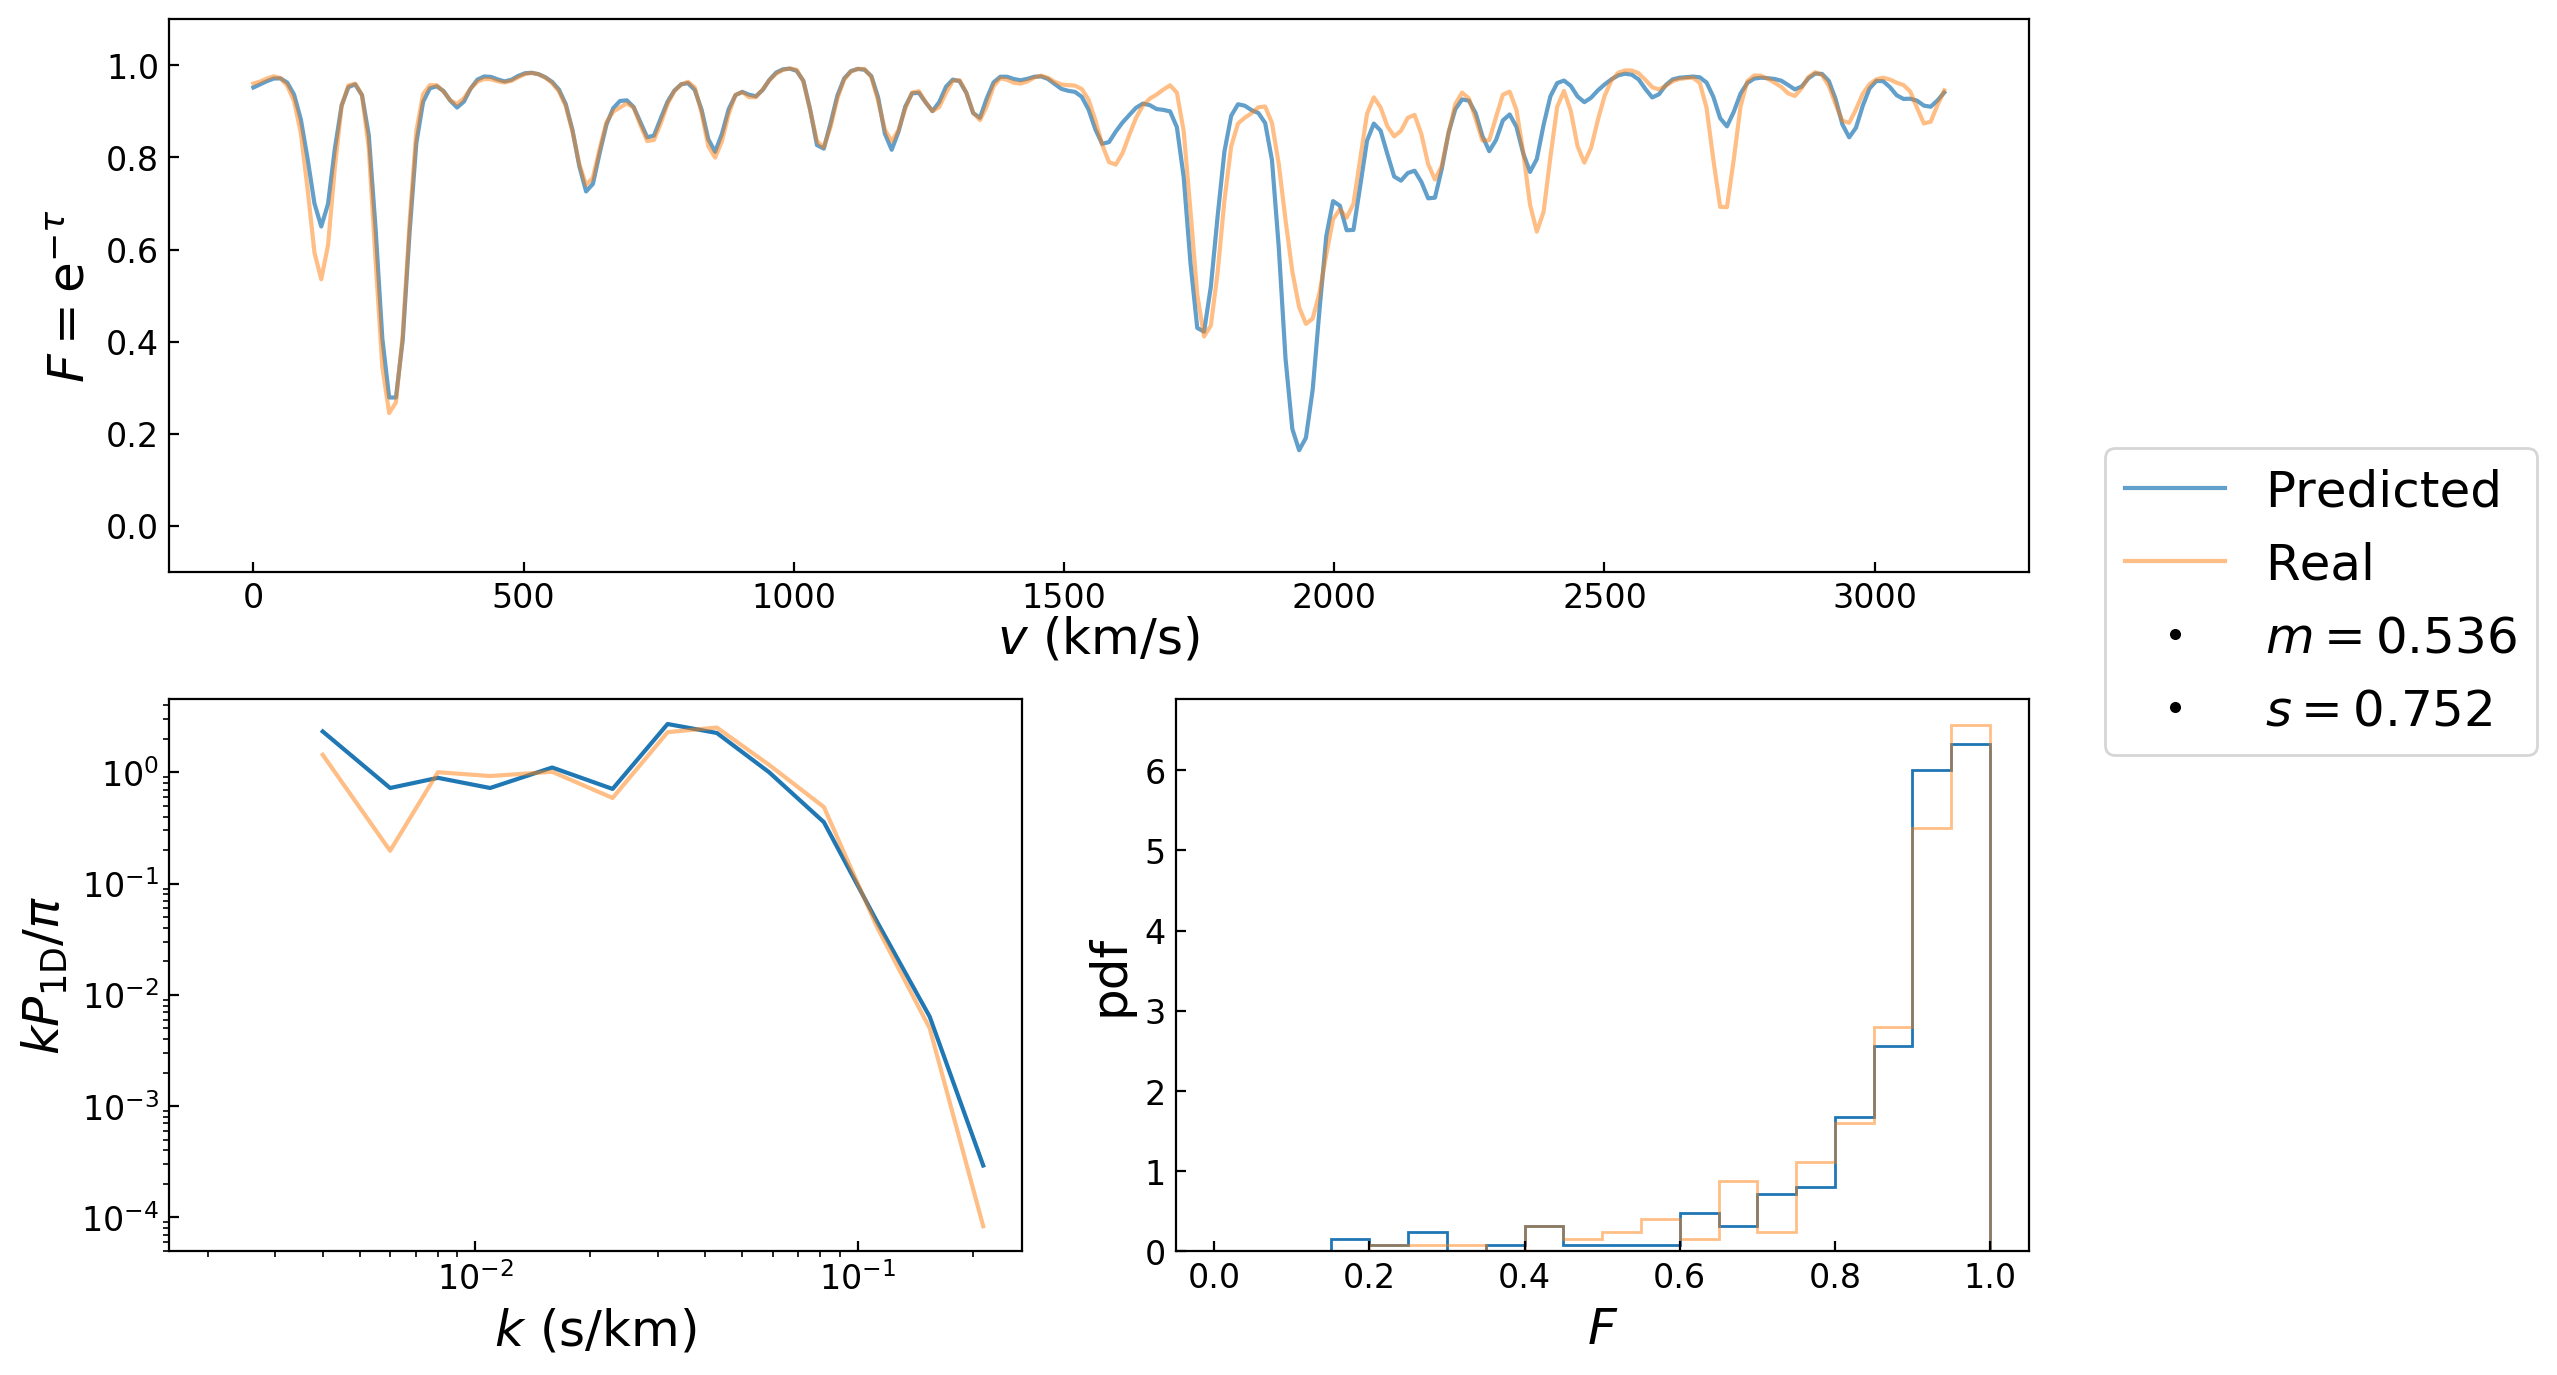 1.0
0.8
0.6
0.4
0.2
0.0
F = e^{−τ}
0 500 1000 1500 2000 2500 3000
v (km/s)
Predicted
Real
m = 0.536
s = 0.752
10^0
10^{−1}
10^{−2}
10^{−3}
10^{−4}
kP_{1D}/π
10^{−2} 10^{−1}
k (s/km)
6
5
4
3
2
1
0
pdf
0.0 0.2 0.4 0.6 0.8 1.0
F